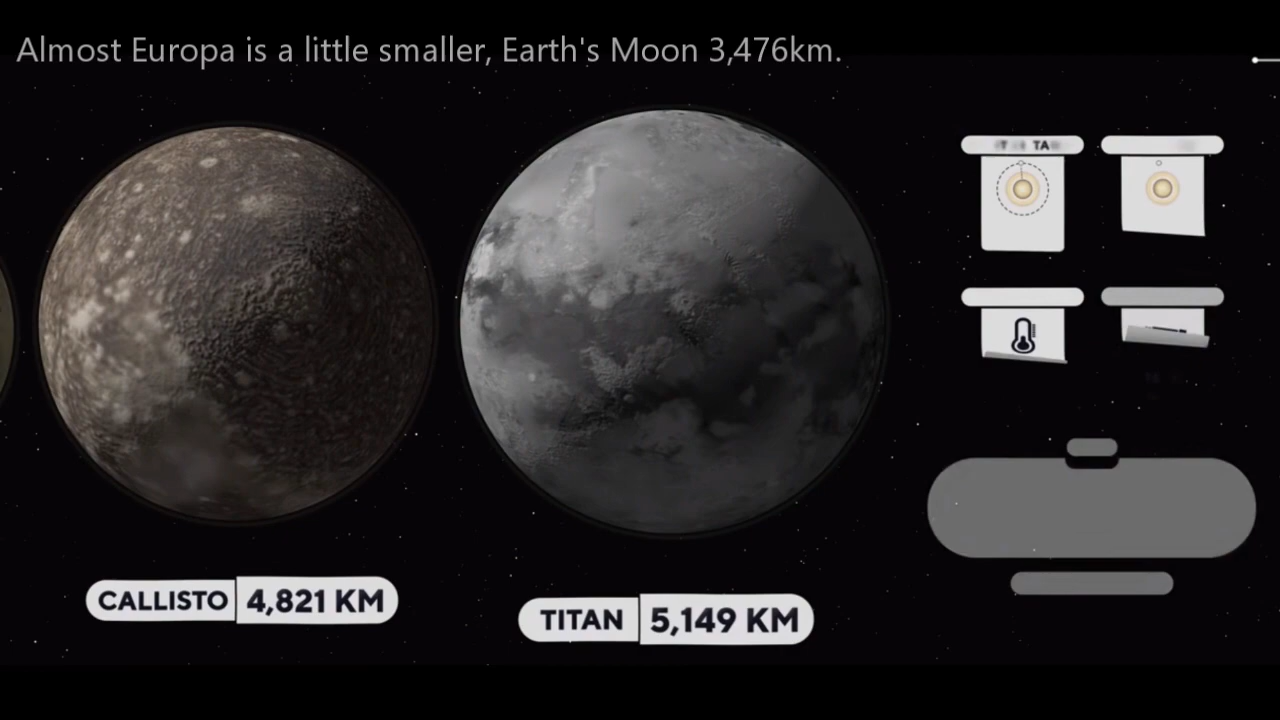 Almost Europa is a little smaller, Earth's Moon 3,476km.
CALLISTO 4,821 KM
TITAN 5,149 KM